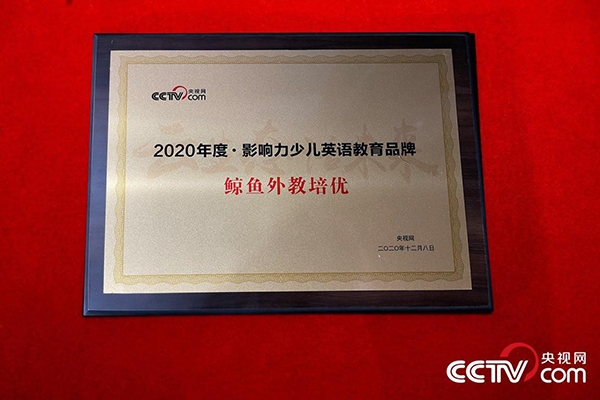 CCTV 央视网
com
2020年度·影响力少儿英语教育品牌
鲸鱼外教培优
央视网
二〇二〇年十二月八日
CCTV 央视网
com